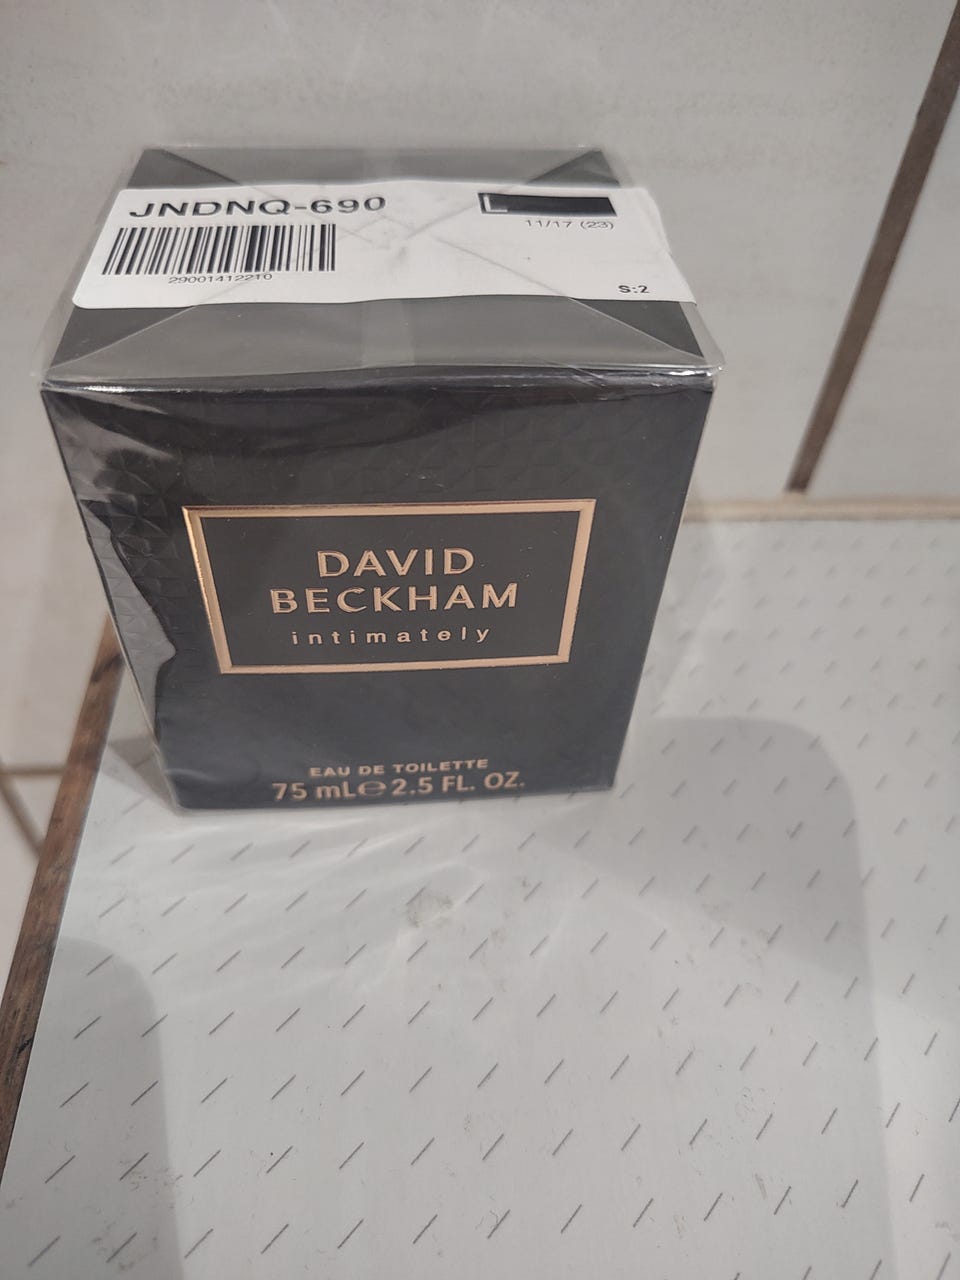 JNDNQ-690
L
11/17 (23)
29001412210
S:2
DAVID
BECKHAM
intimately
EAU DE TOILETTE
75 mL℮2.5 FL. OZ.